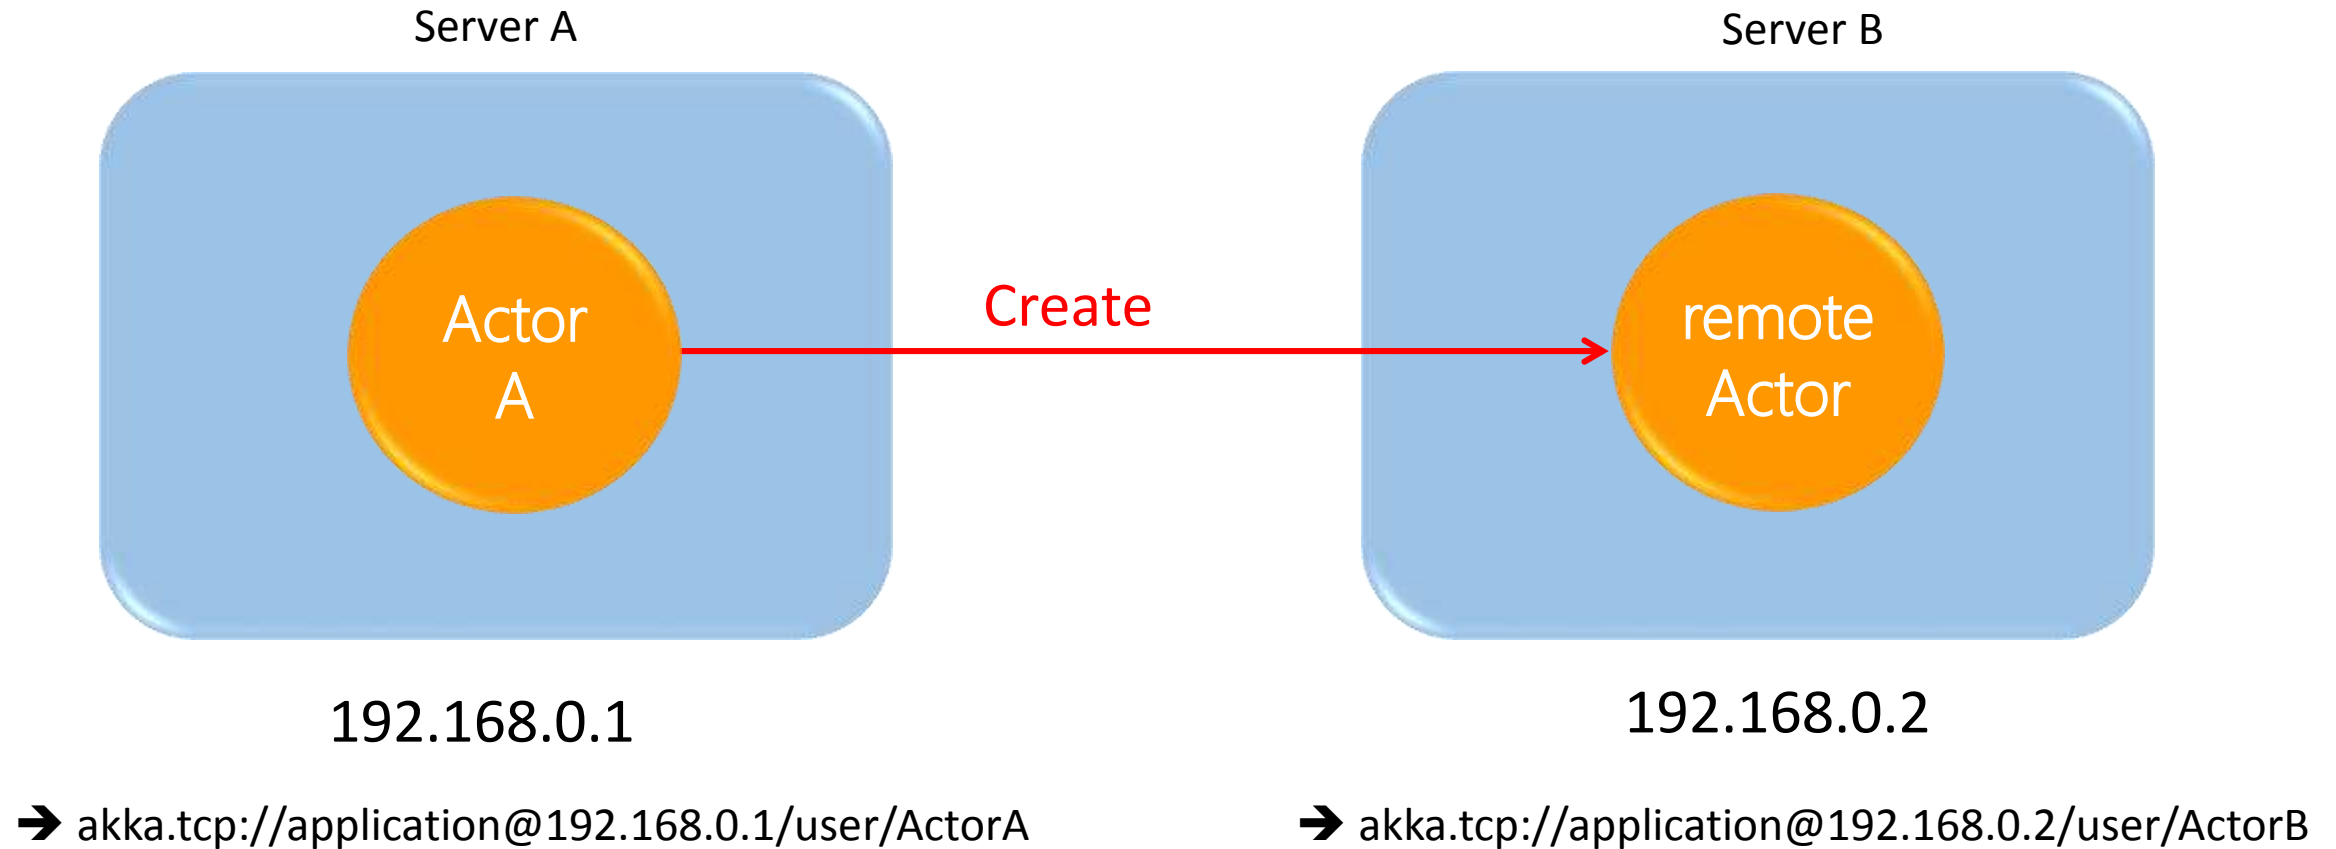 Server A
Server B
Actor
A
Create
remote
Actor
192.168.0.1
192.168.0.2
➔ akka.tcp://application@192.168.0.1/user/ActorA
➔ akka.tcp://application@192.168.0.2/user/ActorB